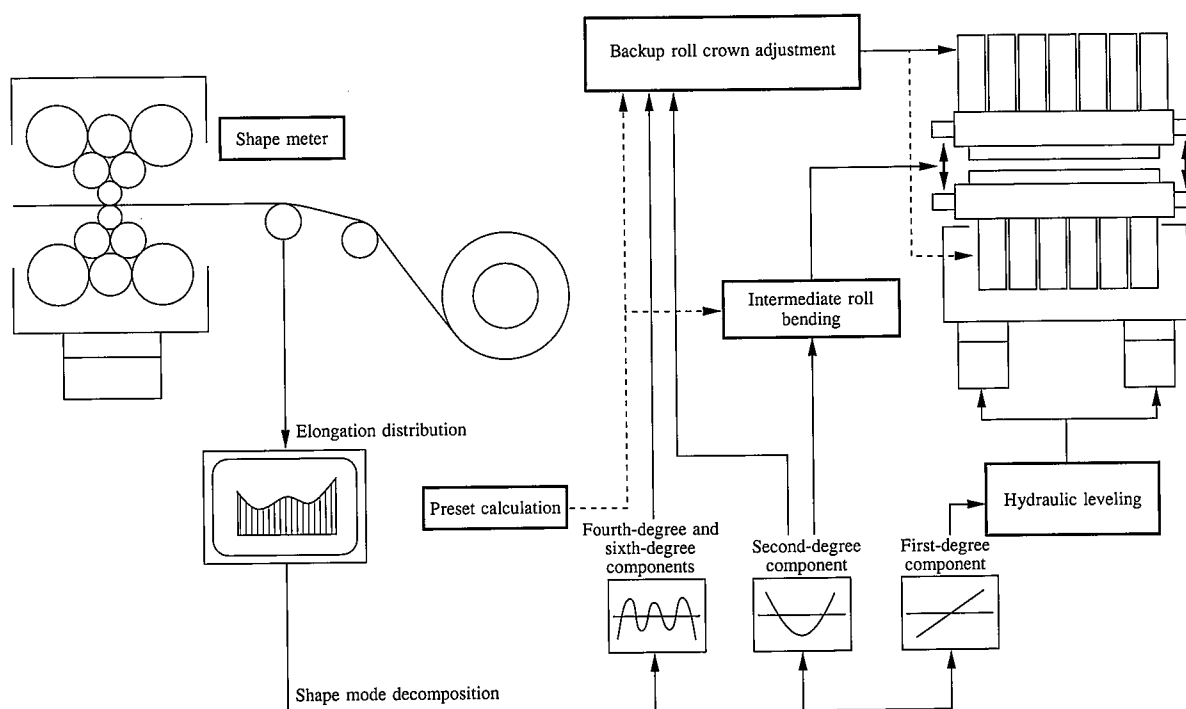 Backup roll crown adjustment
Shape meter
Intermediate roll
bending
Elongation distribution
Preset calculation
Hydraulic leveling
Fourth-degree and
sixth-degree
components
Second-degree
component
First-degree
component
Shape mode decomposition